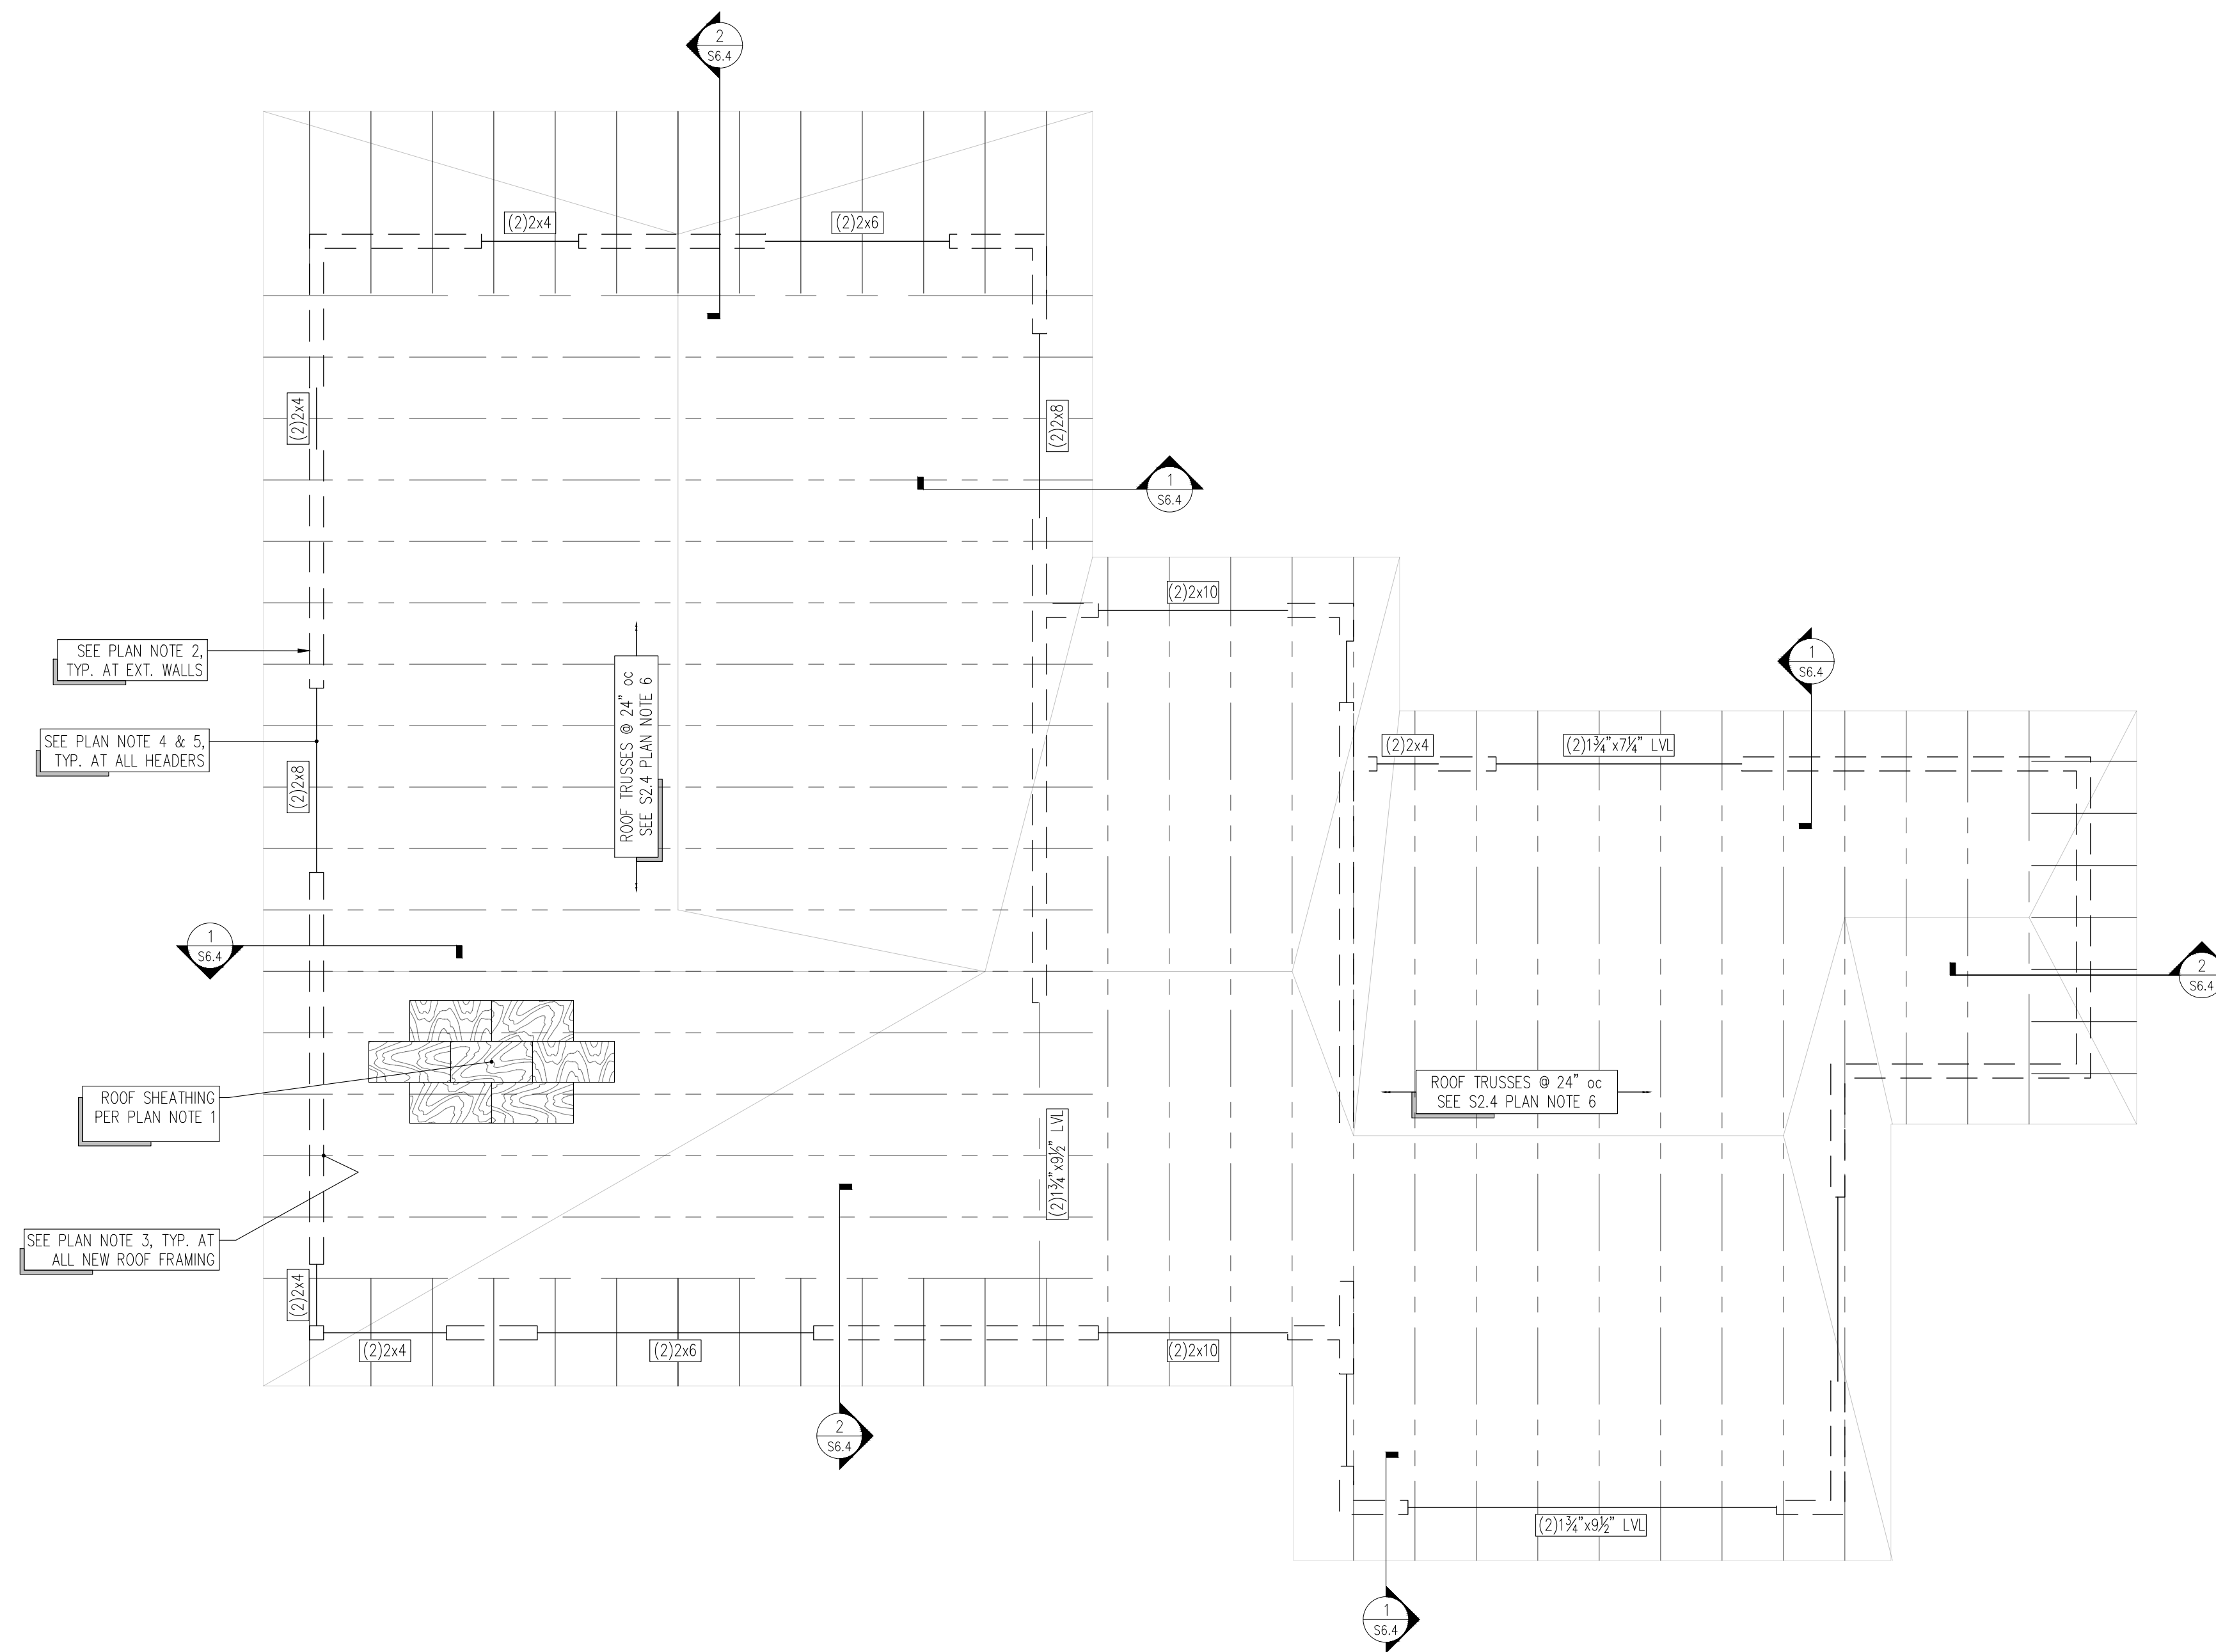 2
S6.4
(2)2x4
(2)2x6
(2)2x4
(2)2x8
1
S6.4
(2)2x10
SEE PLAN NOTE 2,
TYP. AT EXT. WALLS
ROOF TRUSSES @ 24" oc
SEE S2.4 PLAN NOTE 6
1
S6.4
SEE PLAN NOTE 4 & 5,
TYP. AT ALL HEADERS
(2)2x8
(2)2x4
(2)1¾"x7¼" LVL
1
S6.4
2
S6.4
ROOF SHEATHING
PER PLAN NOTE 1
ROOF TRUSSES @ 24" oc
SEE S2.4 PLAN NOTE 6
(2)1¾"x9½" LVL
SEE PLAN NOTE 3, TYP. AT
ALL NEW ROOF FRAMING
(2)2x4
(2)2x4
(2)2x6
(2)2x10
2
S6.4
(2)1¾"x9½" LVL
1
S6.4